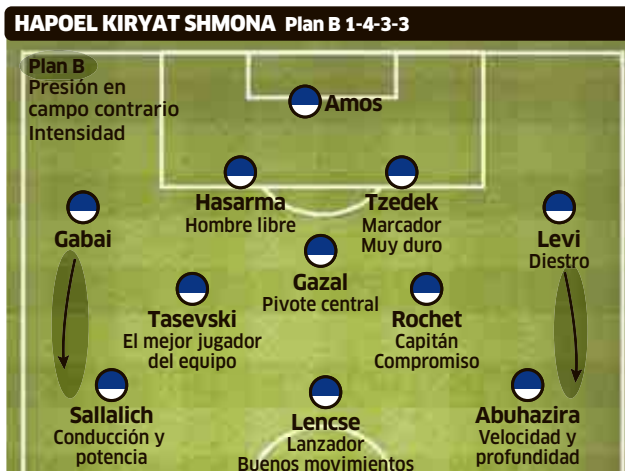 HAPOEL KIRYAT SHMONA Plan B 1-4-3-3
Plan B
Presión en
campo contrario
Intensidad
Amos
Hasarma
Hombre libre
Tzedek
Marcador
Muy duro
Gabai
Levi
Diestro
Gazal
Pivote central
Tasevski
El mejor jugador
del equipo
Rochet
Capitán
Compromiso
Sallalich
Conducción y
potencia
Lencse
Lanzador
Buenos movimientos
Abuhazira
Velocidad y
profundidad